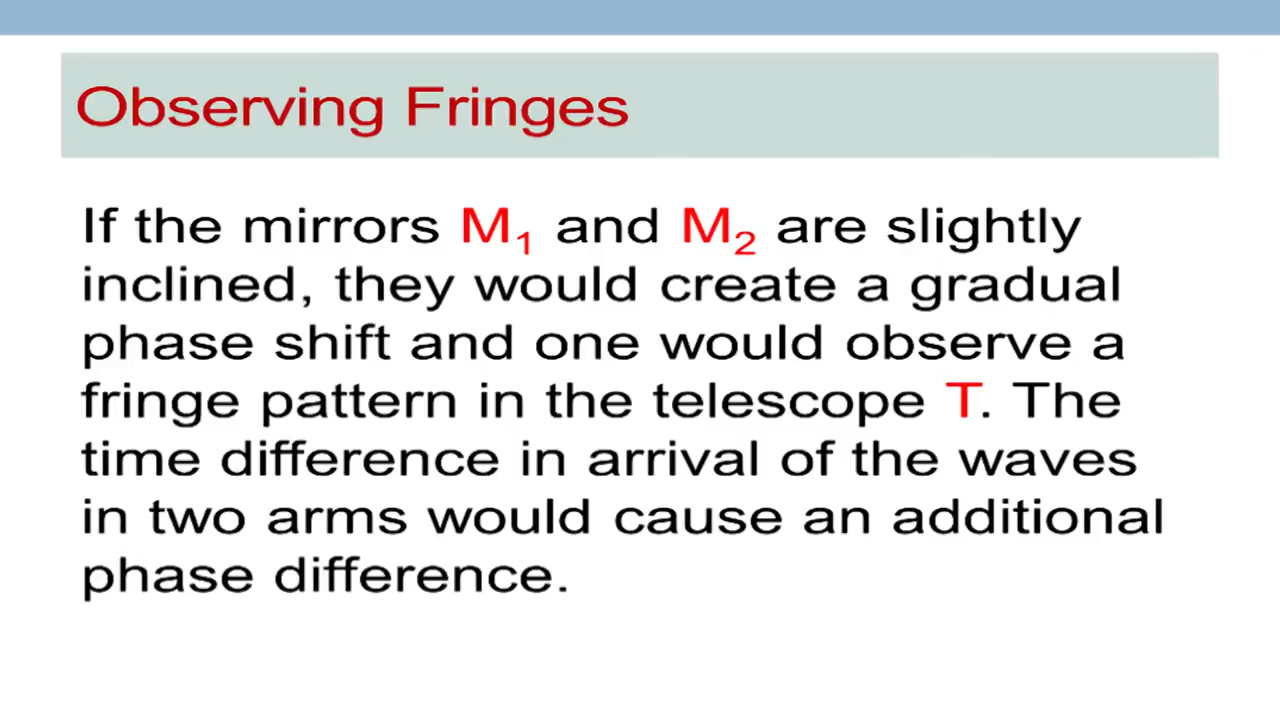 Observing Fringes
If the mirrors M₁ and M₂ are slightly
inclined, they would create a gradual
phase shift and one would observe a
fringe pattern in the telescope T. The
time difference in arrival of the waves
in two arms would cause an additional
phase difference.